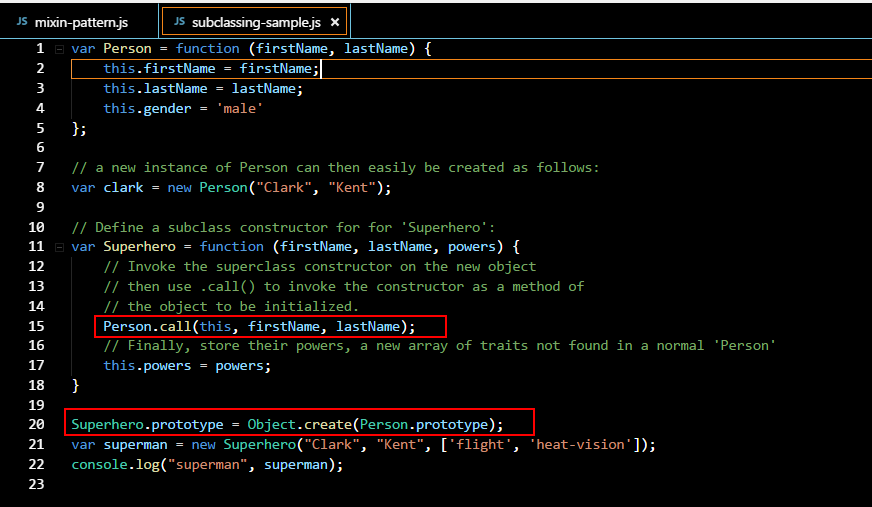 JS mixin-pattern.js JS subclassing-sample.js ×
1 var Person = function (firstName, lastName) {
2 this.firstName = firstName;
3 this.lastName = lastName;
4 this.gender = 'male'
5 };
6
7 // a new instance of Person can then easily be created as follows:
8 var clark = new Person("Clark", "Kent");
9
10 // Define a subclass constructor for for 'Superhero':
11 var Superhero = function (firstName, lastName, powers) {
12 // Invoke the superclass constructor on the new object
13 // then use .call() to invoke the constructor as a method of
14 // the object to be initialized.
15 Person.call(this, firstName, lastName);
16 // Finally, store their powers, a new array of traits not found in a normal 'Person'
17 this.powers = powers;
18 }
19
20 Superhero.prototype = Object.create(Person.prototype);
21 var superman = new Superhero("Clark", "Kent", ['flight', 'heat-vision']);
22 console.log("superman", superman);
23